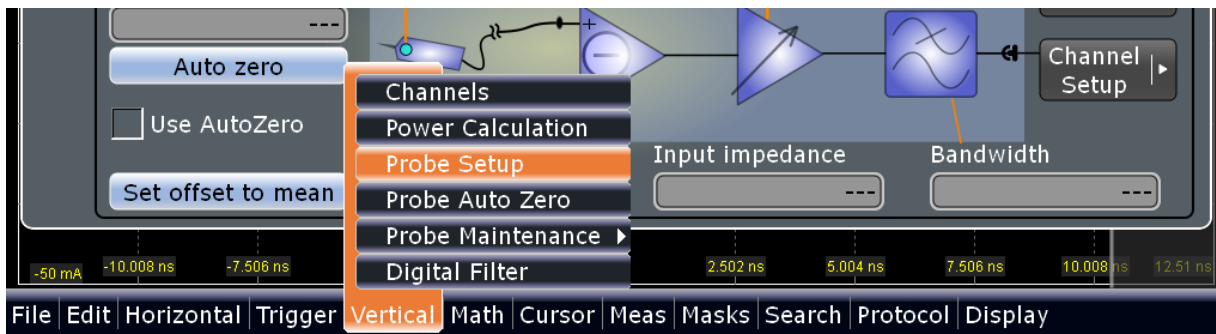 ---
Auto zero
Use AutoZero
Set offset to mean
Channel
Setup
Channels
Power Calculation
Probe Setup
Probe Auto Zero
Probe Maintenance
Digital Filter
Input impedance
---
Bandwidth
---
-50 mA
-10.008 ns
-7.506 ns
2.502 ns
5.004 ns
7.506 ns
10.008 ns
12.51 ns
File Edit Horizontal Trigger Vertical Math Cursor Meas Masks Search Protocol Display